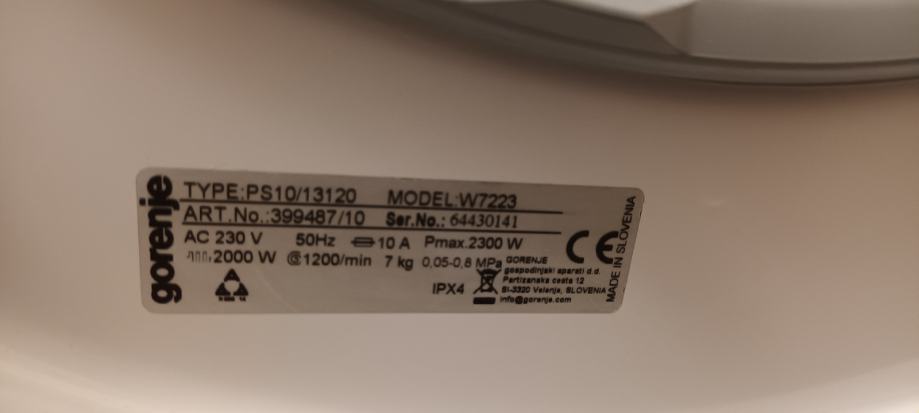 gorenje
TYPE:PS10/13120 MODEL:W7223
ART.No.:399487/10 Ser.No.: 64430141
AC 230 V 50Hz 10 A Pmax.2300 W
2000 W @1200/min 7 kg 0,05-0,8 MPa
IPX4
GORENJE
gospodinjski aparati d.d.
Partizanska cesta 12
SI-3320 Velenje, SLOVENIA
info@gorenje.com
CE
MADE IN SLOVENIA